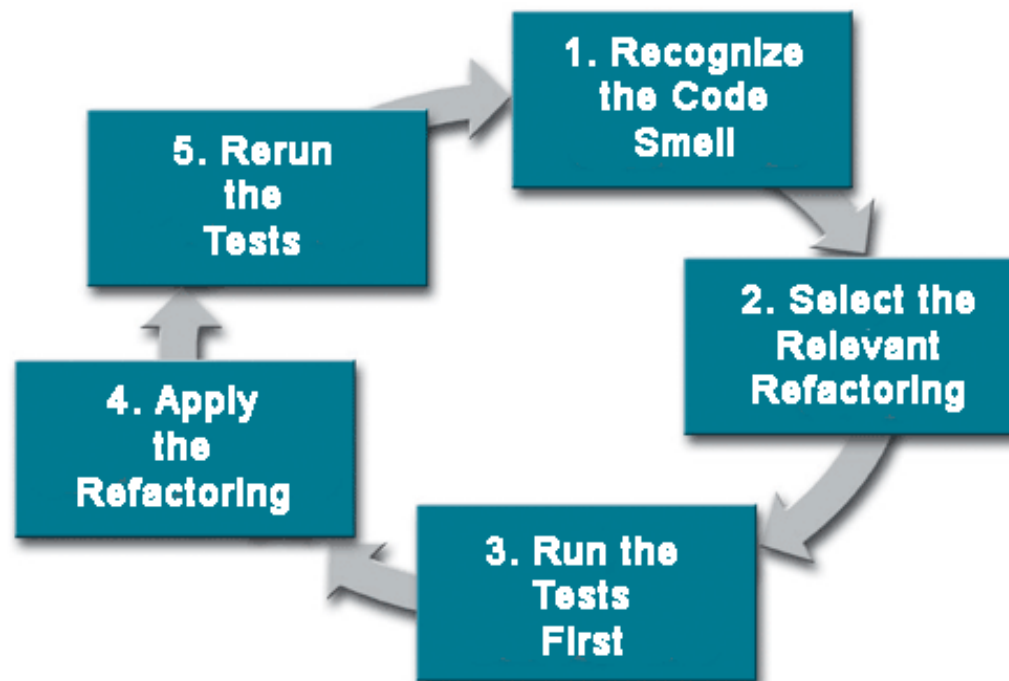 1. Recognize
the Code
Smell
2. Select the
Relevant
Refactoring
3. Run the
Tests
First
4. Apply
the
Refactoring
5. Rerun
the
Tests